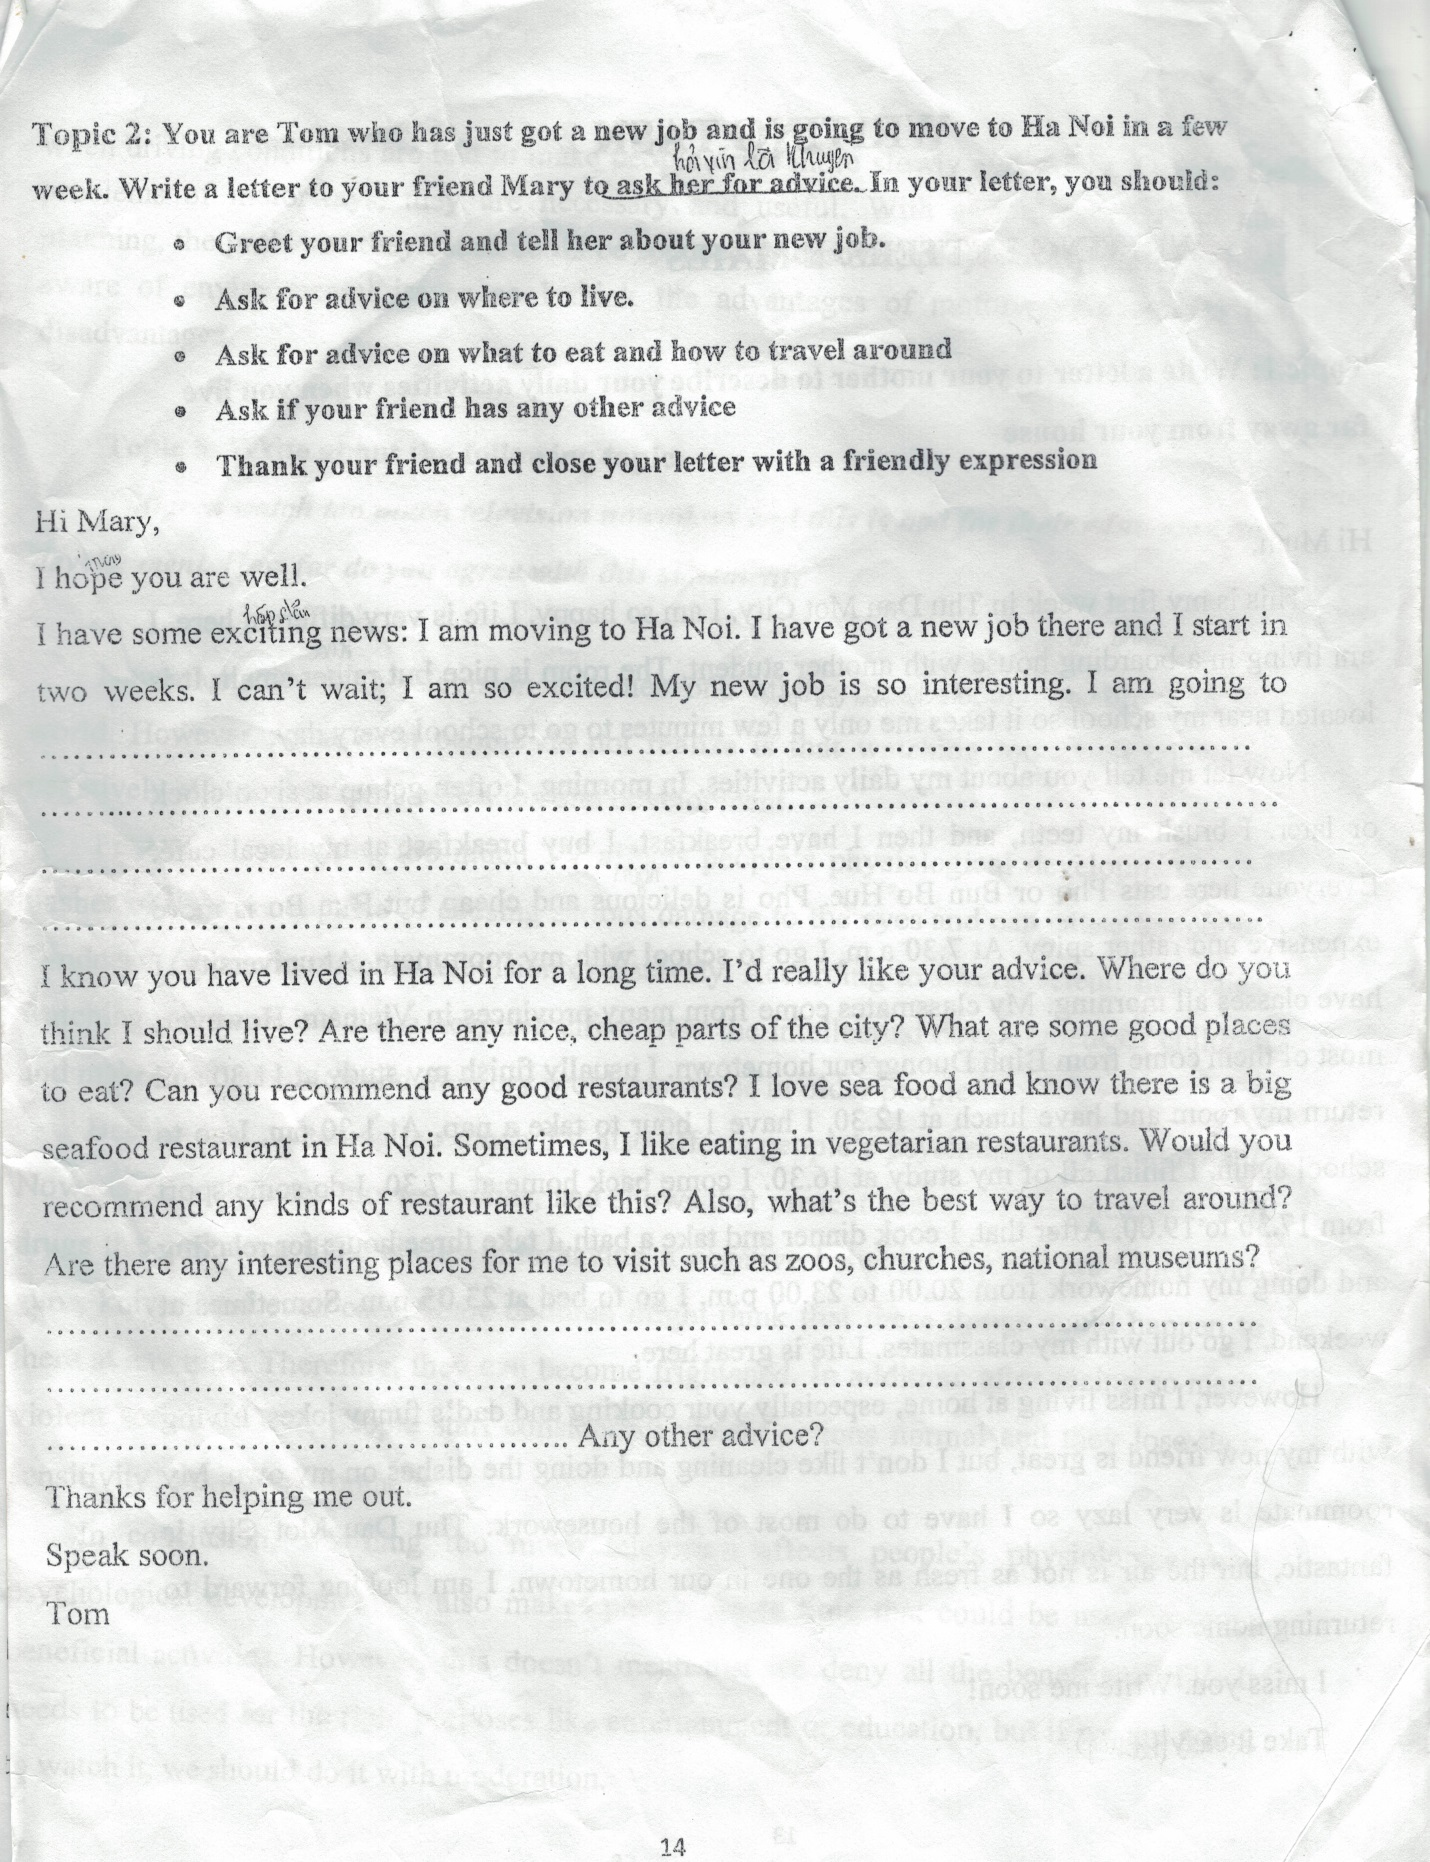 Topic 2: You are Tom who has just got a new job and is going to move to Ha Noi in a few
hỏi xin lời khuyên
week. Write a letter to your friend Mary to ask her for advice. In your letter, you should:
• Greet your friend and tell her about your new job.
• Ask for advice on where to live.
• Ask for advice on what to eat and how to travel around
• Ask if your friend has any other advice
• Thank your friend and close your letter with a friendly expression
Hi Mary,
I hope you are well.
hấp dẫn
I have some exciting news: I am moving to Ha Noi. I have got a new job there and I start in
two weeks. I can't wait; I am so excited! My new job is so interesting. I am going to
I know you have lived in Ha Noi for a long time. I'd really like your advice. Where do you
think I should live? Are there any nice, cheap parts of the city? What are some good places
to eat? Can you recommend any good restaurants? I love sea food and know there is a big
seafood restaurant in Ha Noi. Sometimes, I like eating in vegetarian restaurants. Would you
recommend any kinds of restaurant like this? Also, what's the best way to travel around?
Are there any interesting places for me to visit such as zoos, churches, national museums?
Any other advice?
Thanks for helping me out.
Speak soon.
Tom
14